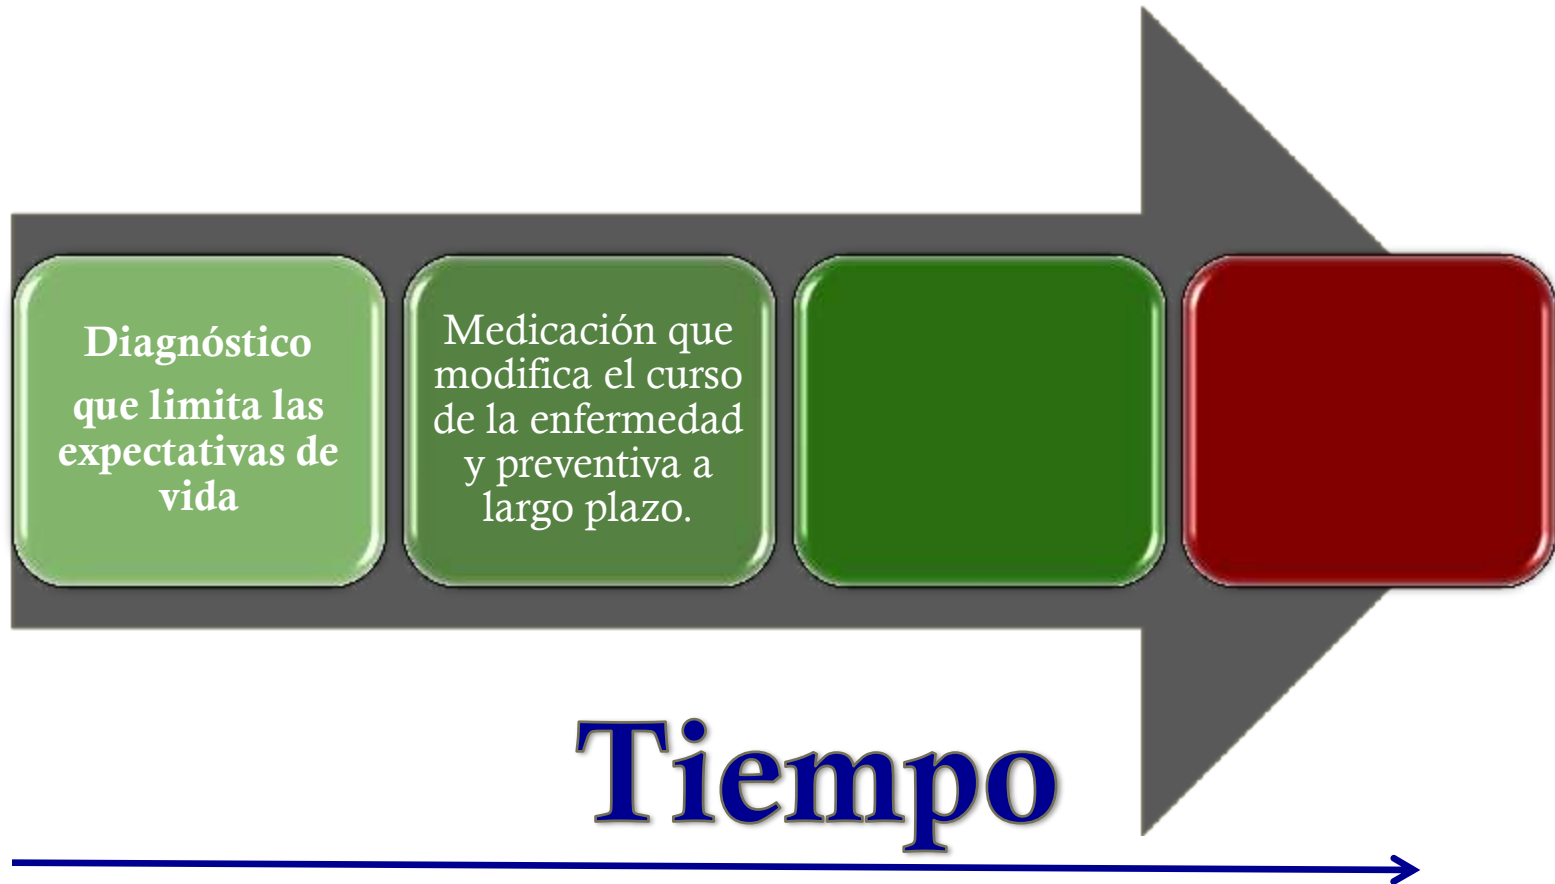 Diagnóstico
que limita las
expectativas de
vida
Medicación que
modifica el curso
de la enfermedad
y preventiva a
largo plazo.
Tiempo